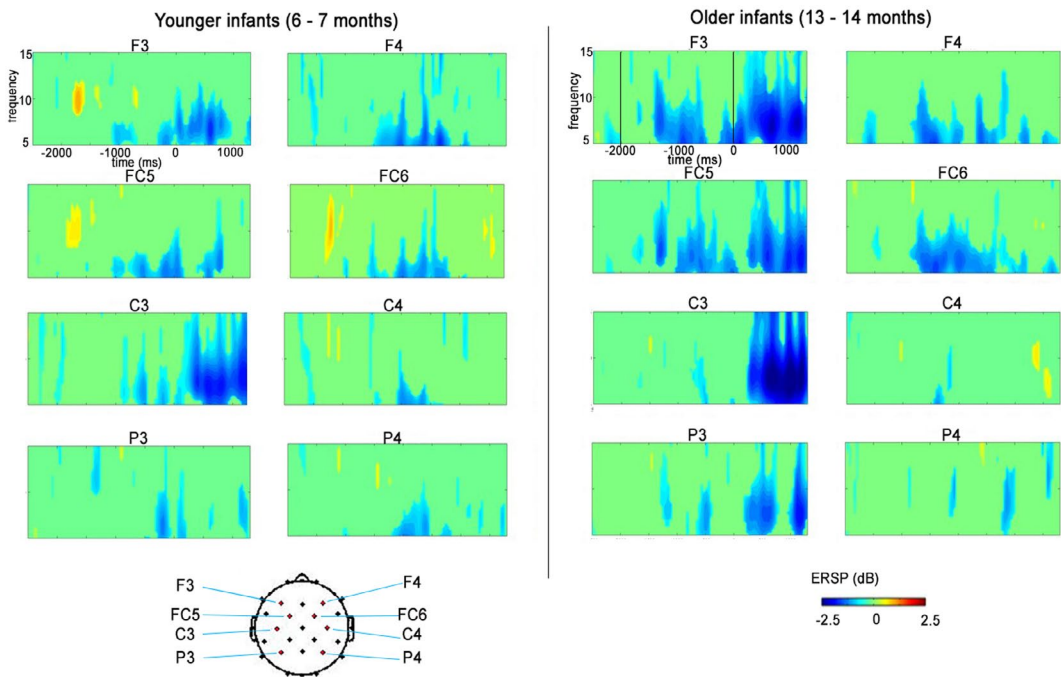 Younger infants (6 - 7 months)
F3 F4
frequency
15
10
5
-2000 -1000 0 1000
time (ms)
FC5 FC6
C3 C4
P3 P4
Older infants (13 - 14 months)
F3 F4
frequency
15
10
5
-2000 -1000 0 1000
time (ms)
FC5 FC6
C3 C4
P3 P4
F3 F4
FC5 FC6
C3 C4
P3 P4
ERSP (dB)
-2.5 0 2.5